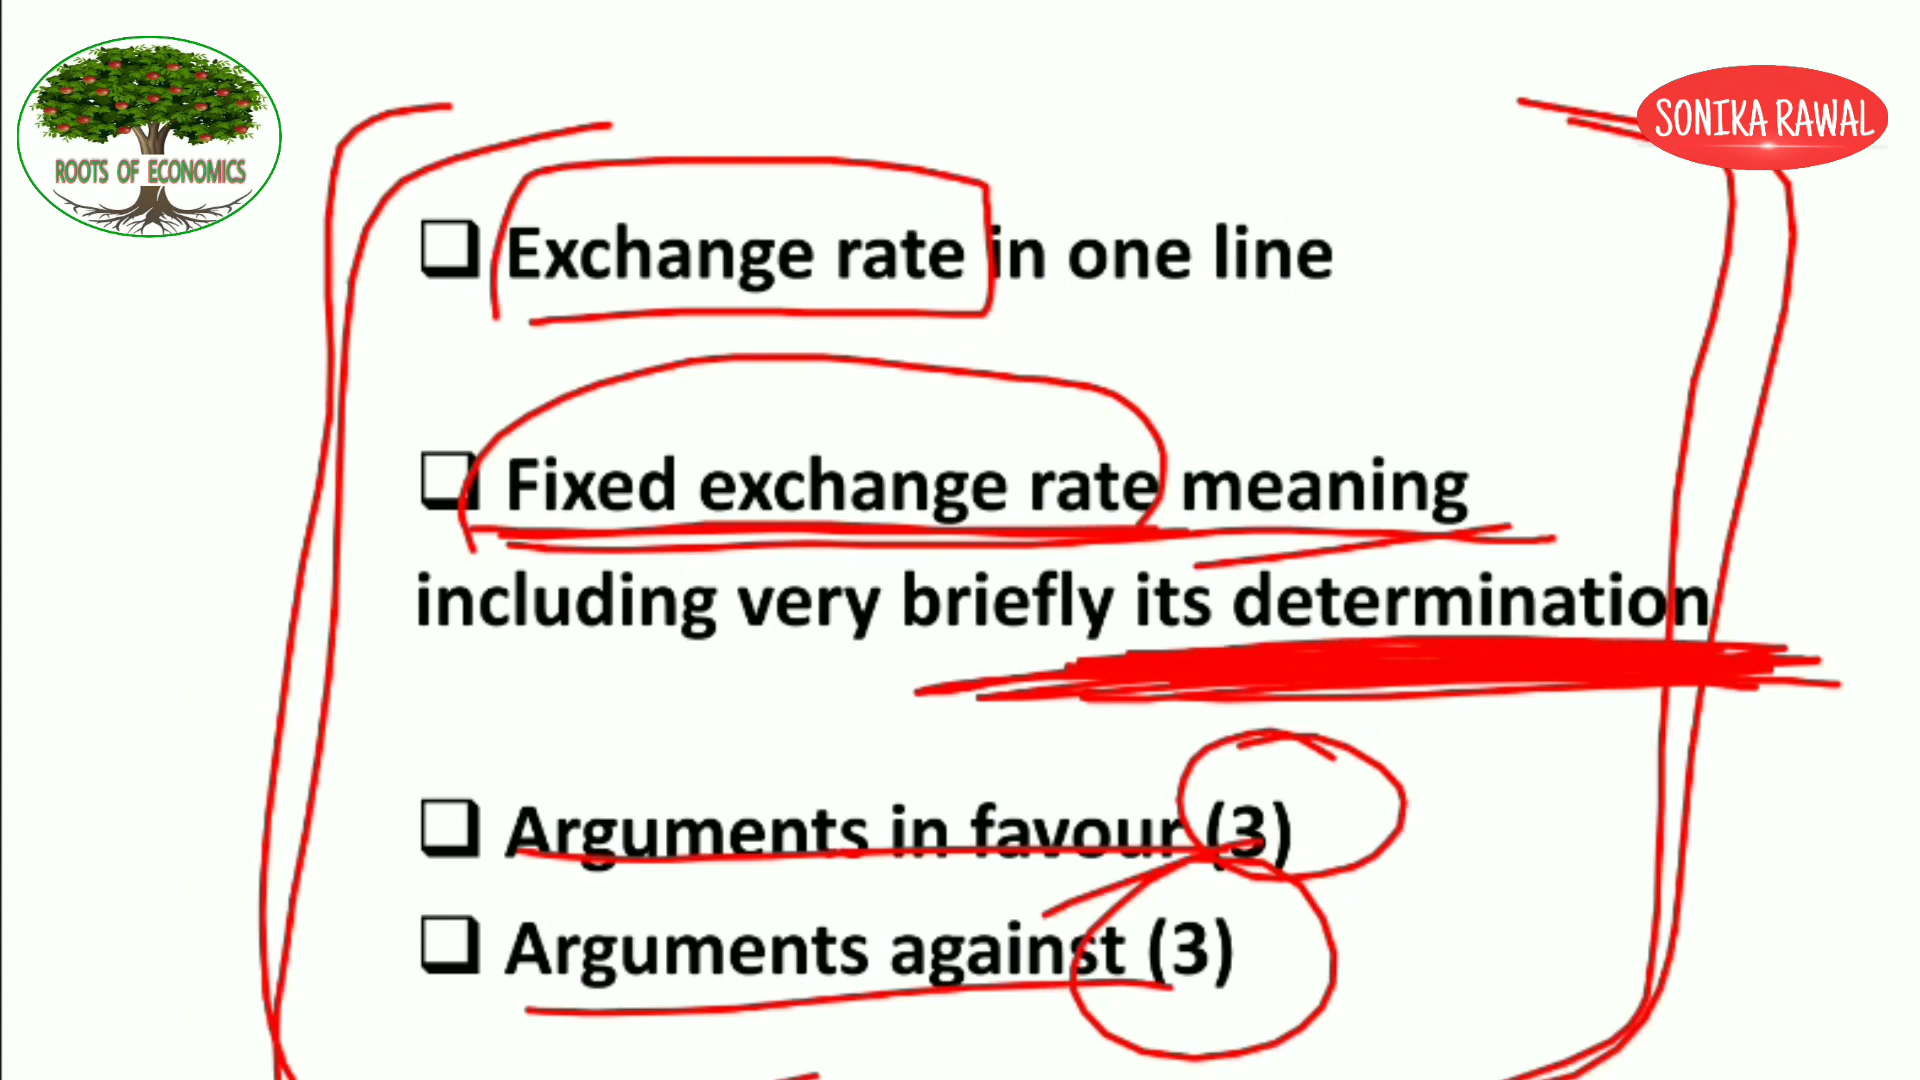 ROOTS OF ECONOMICS
SONIKA RAWAL
❑ Exchange rate in one line
❑ Fixed exchange rate meaning
including very briefly its determination
❑ Arguments in favour (3)
❑ Arguments against (3)